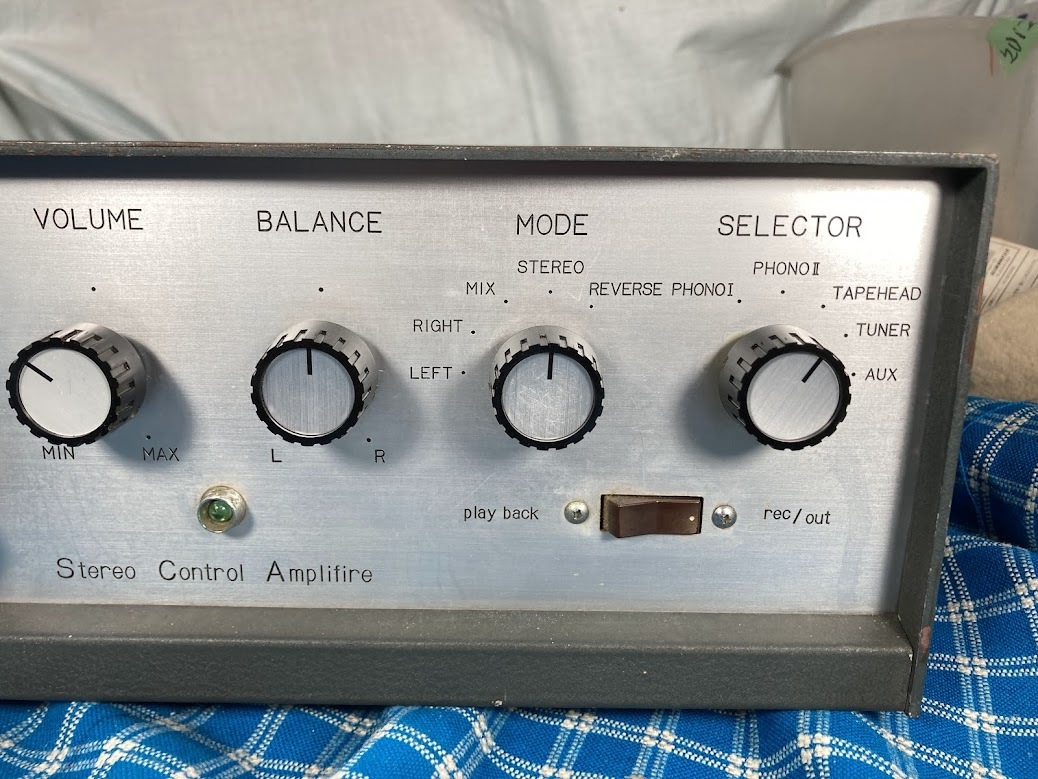 VOLUME
BALANCE
MODE
SELECTOR
MIN
MAX
L
R
LEFT
RIGHT
MIX
STEREO
REVERSE
PHONO I
PHONO II
TAPEHEAD
TUNER
AUX
play back
rec/out
Stereo Control Amplifire